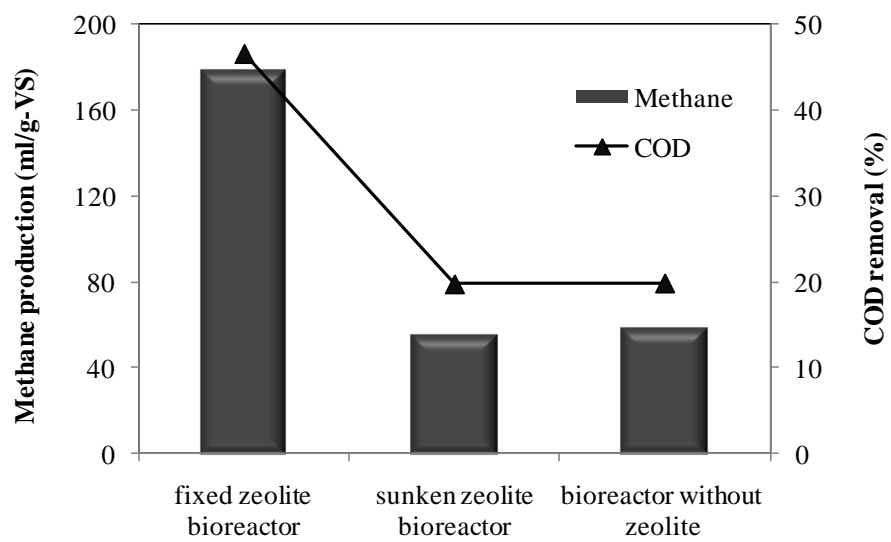 Methane production (ml/g-VS)
200
160
120
80
40
0
Methane
COD
50
40
30
20
10
0
COD removal (%)
fixed zeolite
bioreactor
sunken zeolite
bioreactor
bioreactor without
zeolite